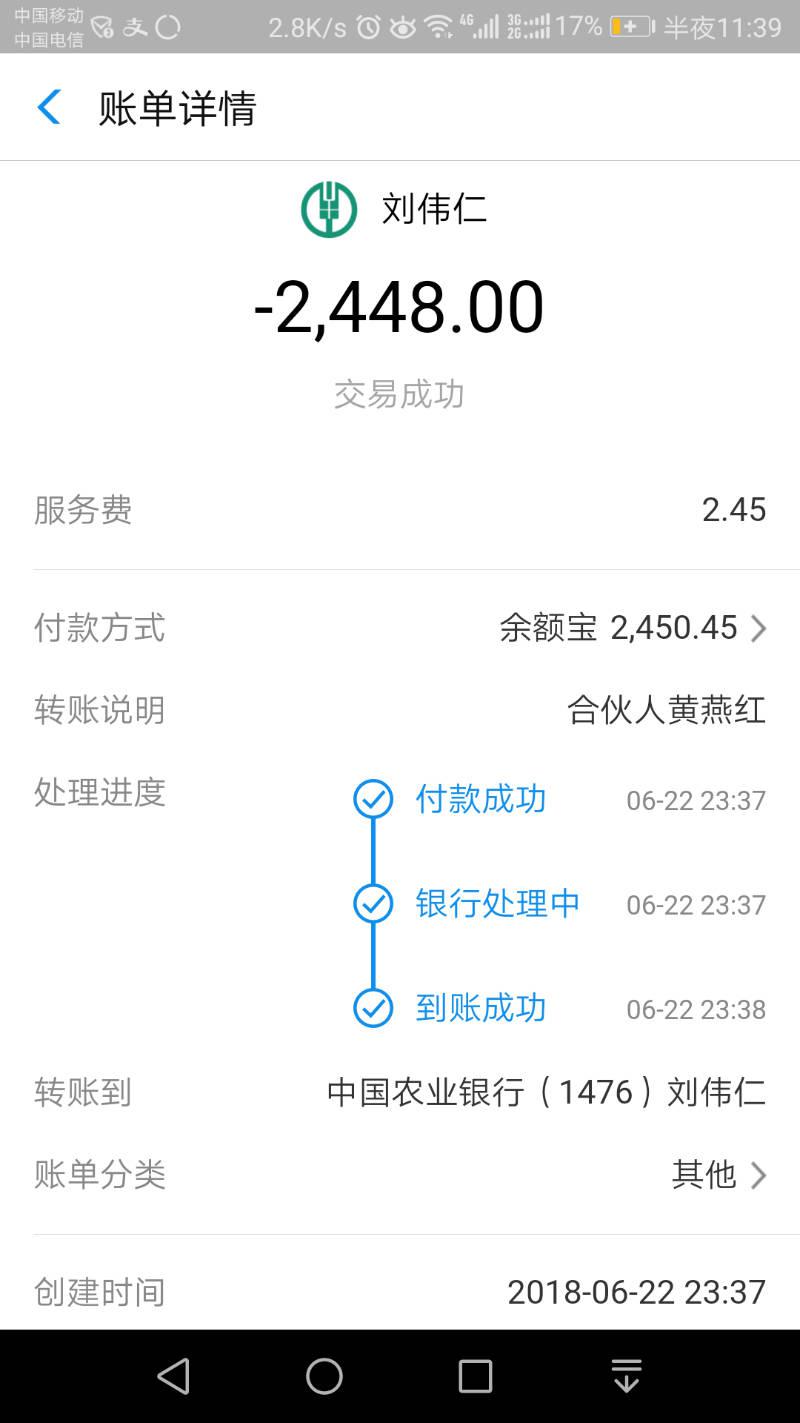 中国移动
中国电信
2.8K/s 4G 3G 2G 17% 半夜11:39
账单详情
刘伟仁
-2,448.00
交易成功
服务费 2.45
付款方式 余额宝 2,450.45
转账说明 合伙人黄燕红
处理进度 付款成功 06-22 23:37
银行处理中 06-22 23:37
到账成功 06-22 23:38
转账到 中国农业银行（1476）刘伟仁
账单分类 其他
创建时间 2018-06-22 23:37